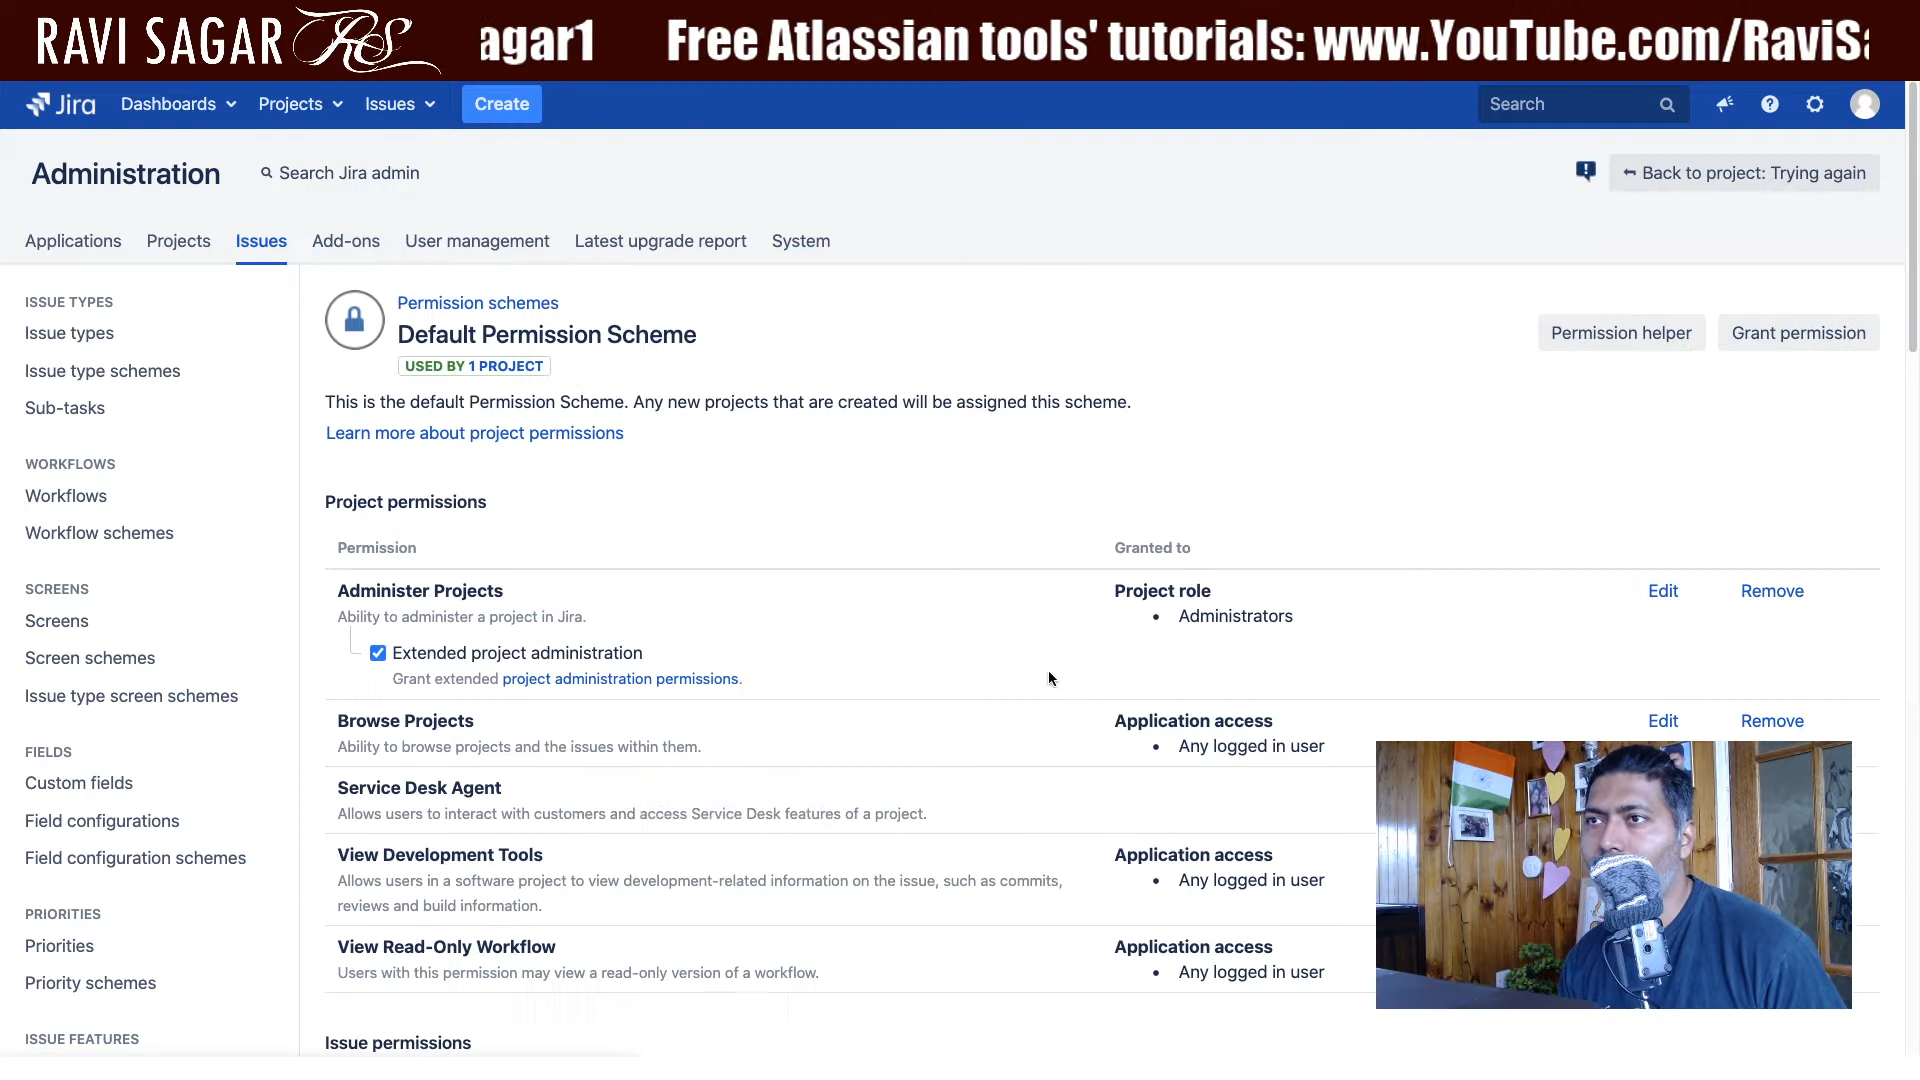 RAVI SAGAR RS
agar1 Free Atlassian tools' tutorials: www.YouTube.com/RaviSa
Jira Dashboards Projects Issues Create Search
Administration Search Jira admin Back to project: Trying again
Applications Projects Issues Add-ons User management Latest upgrade report System
ISSUE TYPES
Issue types
Issue type schemes
Sub-tasks
WORKFLOWS
Workflows
Workflow schemes
SCREENS
Screens
Screen schemes
Issue type screen schemes
FIELDS
Custom fields
Field configurations
Field configuration schemes
PRIORITIES
Priorities
Priority schemes
ISSUE FEATURES
Permission schemes
Default Permission Scheme
USED BY 1 PROJECT
Permission helper Grant permission
This is the default Permission Scheme. Any new projects that are created will be assigned this scheme.
Learn more about project permissions
Project permissions
Permission Granted to
Administer Projects Project role Edit Remove
Ability to administer a project in Jira. • Administrators
Extended project administration
Grant extended project administration permissions.
Browse Projects Application access Edit Remove
Ability to browse projects and the issues within them. • Any logged in user
Service Desk Agent
Allows users to interact with customers and access Service Desk features of a project.
View Development Tools Application access
Allows users in a software project to view development-related information on the issue, such as commits, • Any logged in user
reviews and build information.
View Read-Only Workflow Application access
Users with this permission may view a read-only version of a workflow. • Any logged in user
Issue permissions